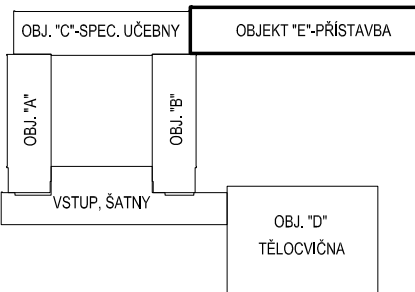 OBJ. "C"-SPEC. UČEBNY
OBJEKT "E"-PŘÍSTAVBA
OBJ. "A"
OBJ. "B"
VSTUP, ŠATNY
OBJ. "D"
TĚLOCVIČNA